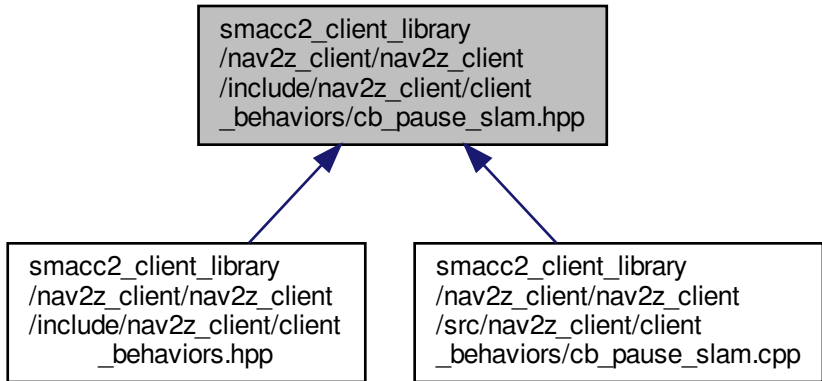 smacc2_client_library
/nav2z_client/nav2z_client
/include/nav2z_client/client
_behaviors/cb_pause_slam.hpp
smacc2_client_library
/nav2z_client/nav2z_client
/include/nav2z_client/client
_behaviors.hpp
smacc2_client_library
/nav2z_client/nav2z_client
/src/nav2z_client/client
_behaviors/cb_pause_slam.cpp